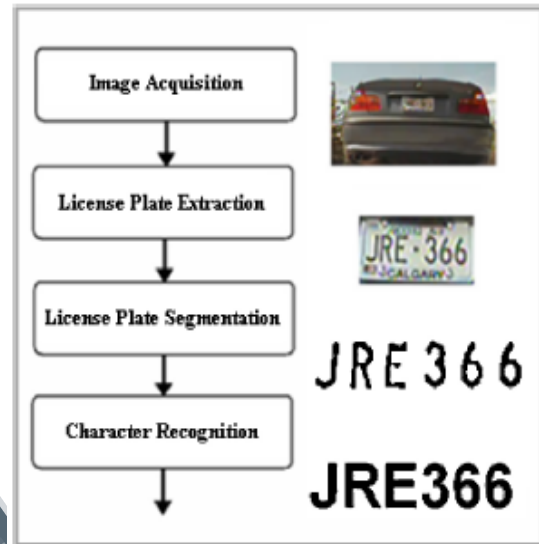 Image Acquisition
License Plate Extraction
JRE·366
CALGARY
License Plate Segmentation
JRE366
Character Recognition
JRE366